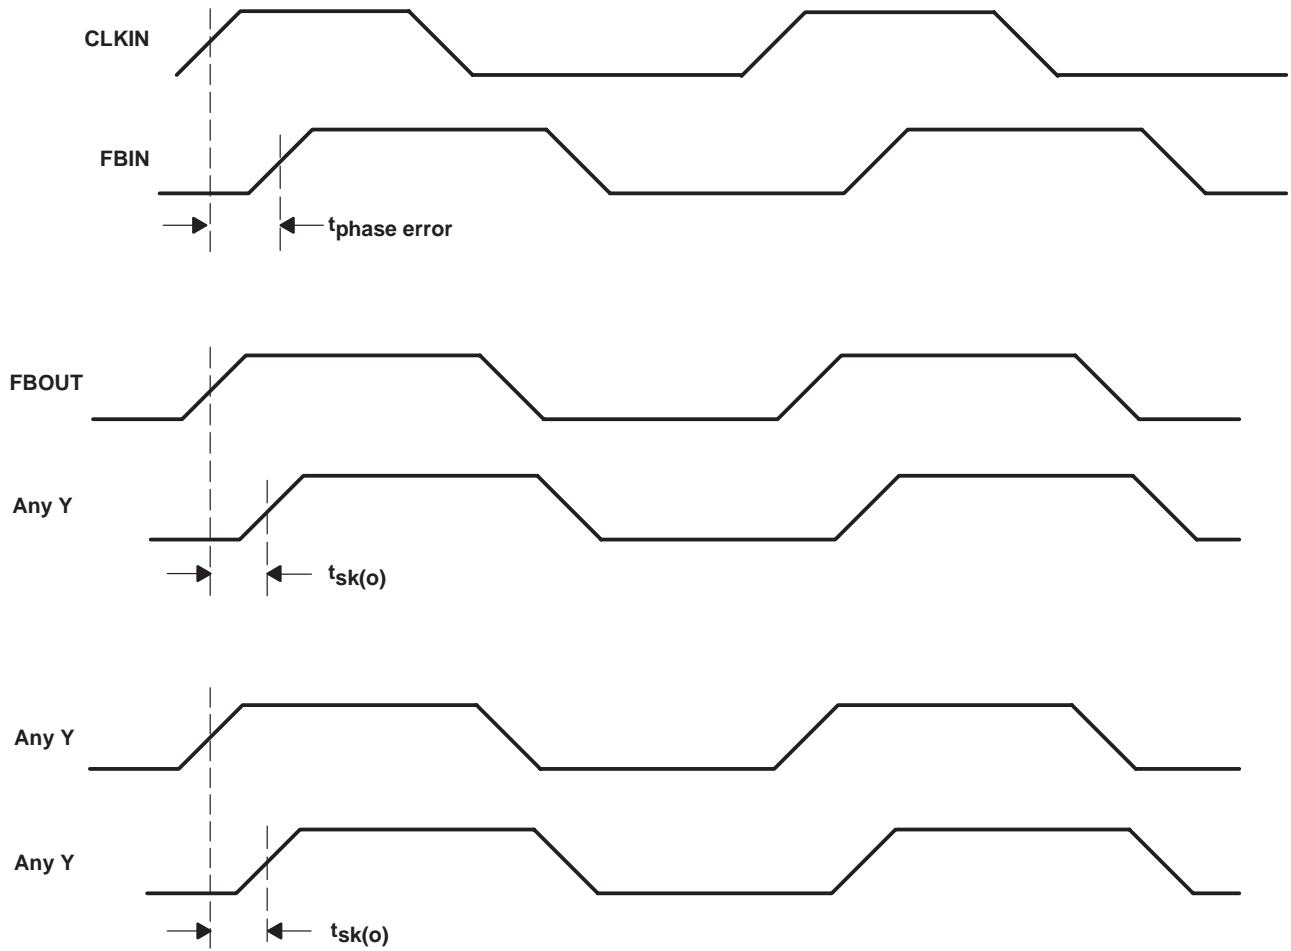 CLKIN
FBIN
tphase error
FBOUT
Any Y
tsk(o)
Any Y
Any Y
tsk(o)